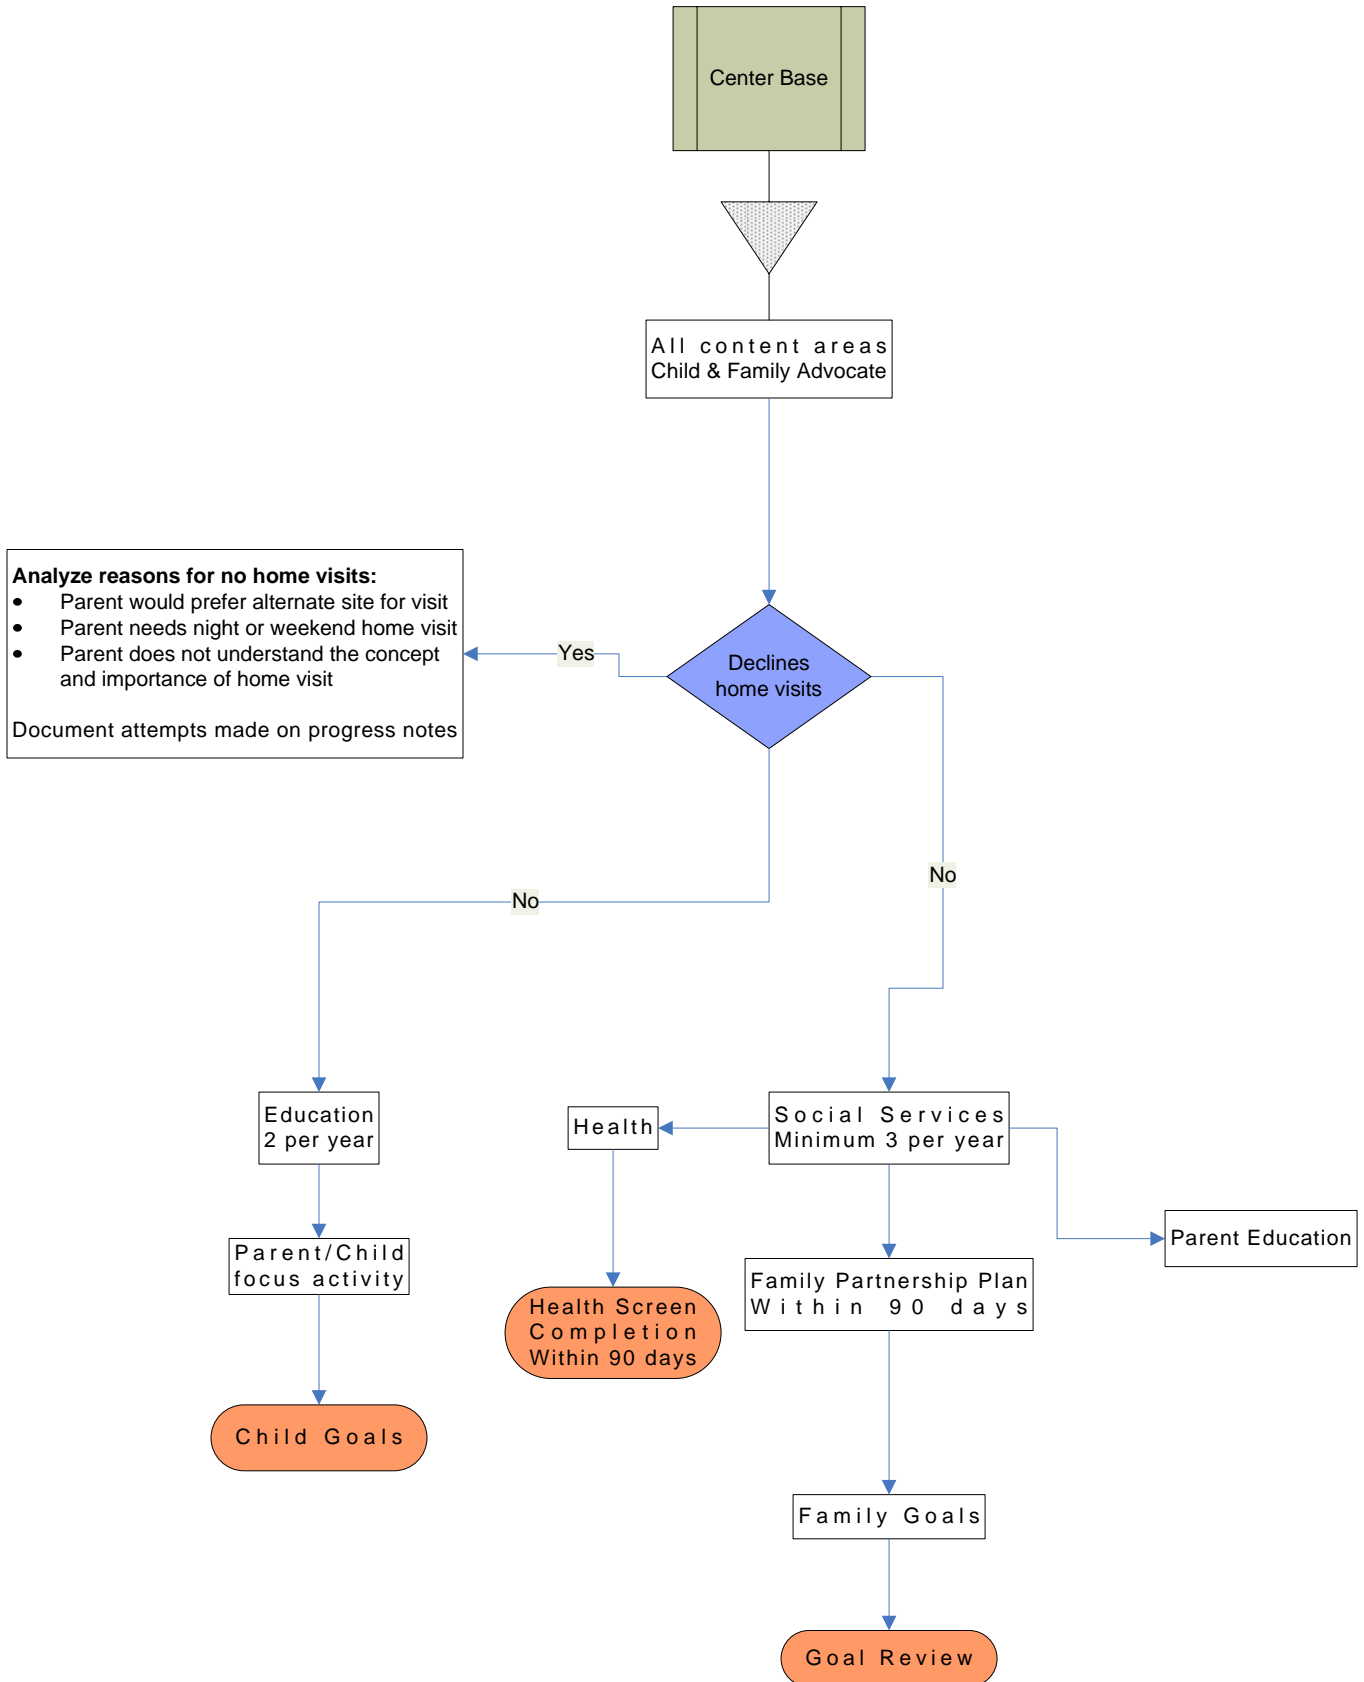 Center Base
All content areas
Child & Family Advocate
Analyze reasons for no home visits:
• Parent would prefer alternate site for visit
• Parent needs night or weekend home visit
• Parent does not understand the concept
and importance of home visit
Document attempts made on progress notes
Yes
Declines
home visits
No
No
Education
2 per year
Health
Social Services
Minimum 3 per year
Parent/Child
focus activity
Parent Education
Family Partnership Plan
Within 90 days
Health Screen
Completion
Within 90 days
Child Goals
Family Goals
Goal Review